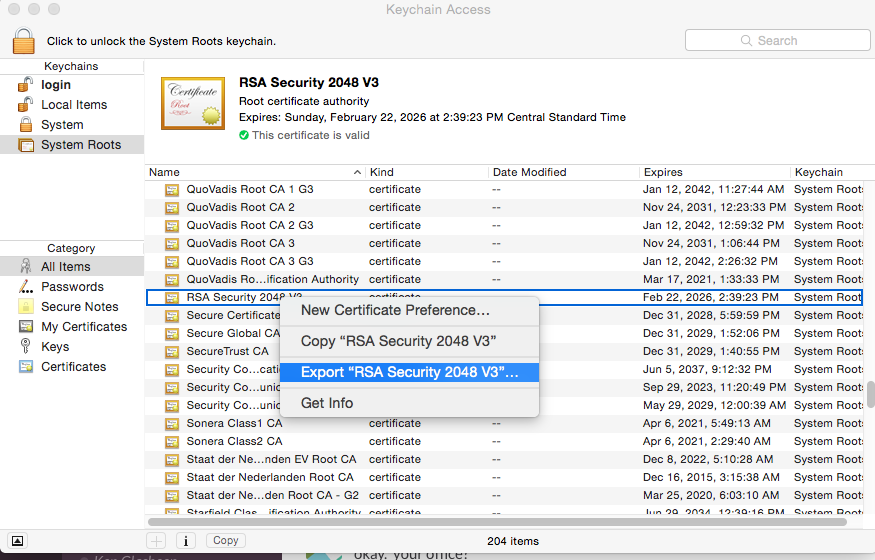 Keychain Access
Click to unlock the System Roots keychain.
Search
Keychains
login
Local Items
System
System Roots
Category
All Items
Passwords
Secure Notes
My Certificates
Keys
Certificates
Certificate
Root
RSA Security 2048 V3
Root certificate authority
Expires: Sunday, February 22, 2026 at 2:39:23 PM Central Standard Time
This certificate is valid
Name Kind Date Modified Expires Keychain
QuoVadis Root CA 1 G3 certificate -- Jan 12, 2042, 11:27:44 AM System Roots
QuoVadis Root CA 2 certificate -- Nov 24, 2031, 12:23:33 PM System Roots
QuoVadis Root CA 2 G3 certificate -- Jan 12, 2042, 12:59:32 PM System Roots
QuoVadis Root CA 3 certificate -- Nov 24, 2031, 1:06:44 PM System Roots
QuoVadis Root CA 3 G3 certificate -- Jan 12, 2042, 2:26:32 PM System Roots
QuoVadis Ro...ification Authority certificate -- Mar 17, 2021, 1:33:33 PM System Roots
RSA Security 2048 V3 certificate Feb 22, 2026, 2:39:23 PM System Roots
Secure Certificate Dec 31, 2028, 5:59:59 PM System Roots
Secure Global CA Dec 31, 2029, 1:52:06 PM System Roots
SecureTrust CA Dec 31, 2029, 1:40:55 PM System Roots
Security Co...cati Jun 5, 2037, 9:12:32 PM System Roots
Security Co...unic Sep 29, 2023, 11:20:49 PM System Roots
Security Co...unic May 29, 2029, 12:00:39 AM System Roots
Sonera Class1 CA certificate -- Apr 6, 2021, 5:49:13 AM System Roots
Sonera Class2 CA certificate -- Apr 6, 2021, 2:29:40 AM System Roots
Staat der Ne...nden EV Root CA certificate -- Dec 8, 2022, 5:10:28 AM System Roots
Staat der Nederlanden Root CA certificate -- Dec 16, 2015, 3:15:38 AM System Roots
Staat der Ne...den Root CA - G2 certificate -- Mar 25, 2020, 6:03:10 AM System Roots
Starfield Clas...ification Authority certificate -- Jun 29, 2034, 12:39:16 PM System Roots
New Certificate Preference...
Copy “RSA Security 2048 V3”
Export “RSA Security 2048 V3”...
Get Info
Copy
204 items
okay. your office?